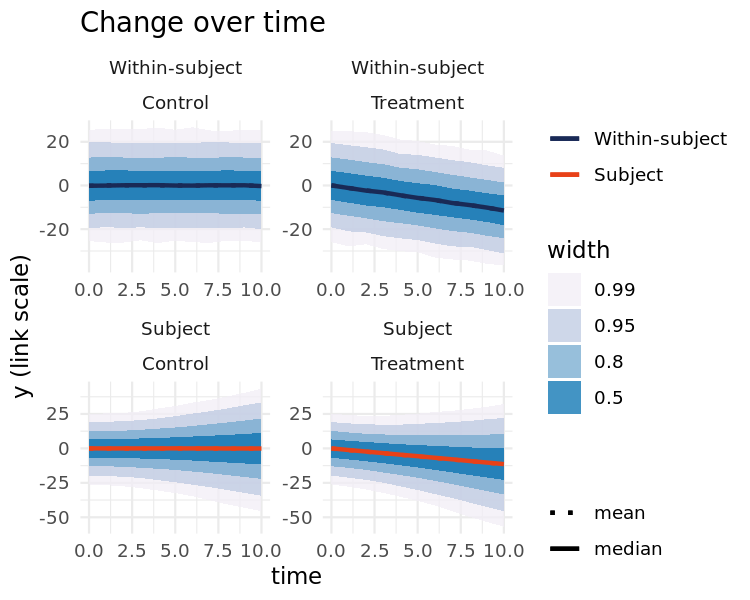 Change over time
Within-subject
Control
Within-subject
Treatment
20
0
-20
20
0
-20
0.0 2.5 5.0 7.5 10.0
0.0 2.5 5.0 7.5 10.0
Subject
Control
Subject
Treatment
25
0
-25
-50
25
0
-25
-50
0.0 2.5 5.0 7.5 10.0
0.0 2.5 5.0 7.5 10.0
y (link scale)
time
Within-subject
Subject
width
0.99
0.95
0.8
0.5
mean
median